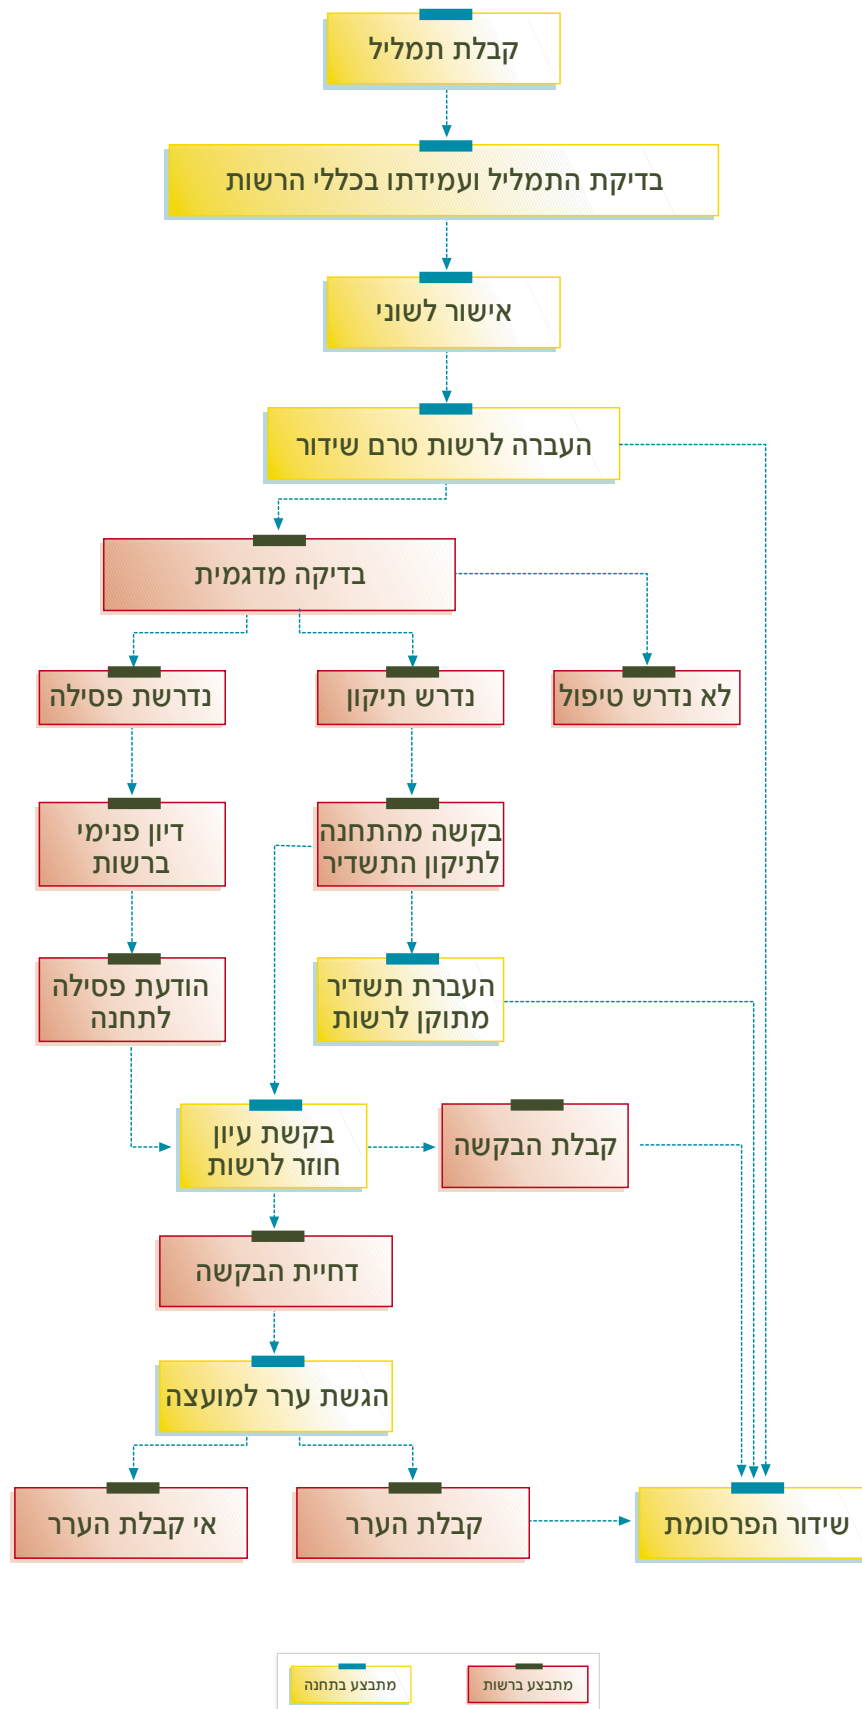 קבלת תמליל
בדיקת התמליל ועמידתו בכללי הרשות
אישור לשוני
העברה לרשות טרם שידור
בדיקה מדגמית
לא נדרש טיפול
נדרש תיקון
נדרשת פסילה
בקשה מהתחנה
לתיקון התשדיר
דיון פנימי
ברשות
העברת תשדיר
מתוקן לרשות
הודעת פסילה
לתחנה
קבלת הבקשה
בקשת עיון
חוזר לרשות
דחיית הבקשה
הגשת ערר למועצה
שידור הפרסומת
קבלת הערר
אי קבלת הערר
מתבצע ברשות
מתבצע בתחנה